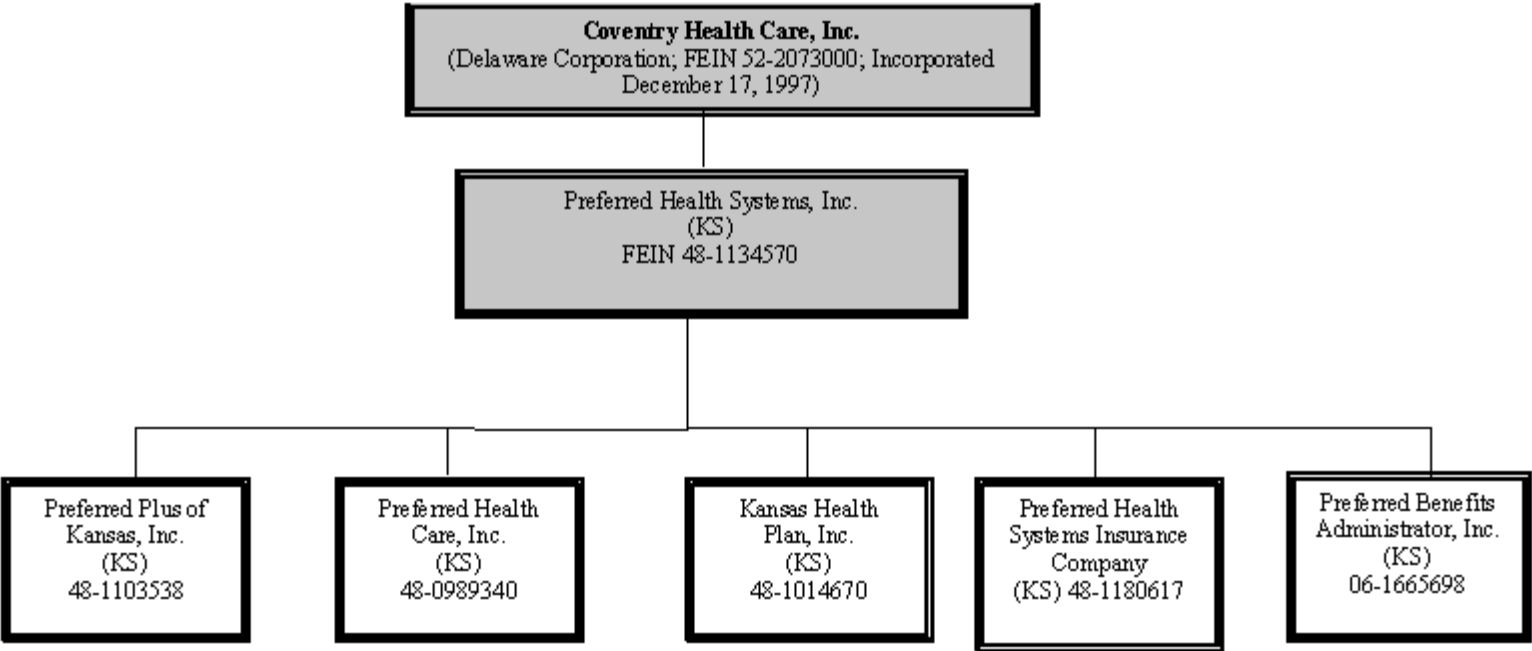 Coventry Health Care, Inc.
(Delaware Corporation; FEIN 52-2073000; Incorporated
December 17, 1997)
Preferred Health Systems, Inc.
(KS)
FEIN 48-1134570
Preferred Plus of
Kansas, Inc.
(KS)
48-1103538
Preferred Health
Care, Inc.
(KS)
48-0989340
Kansas Health
Plan, Inc.
(KS)
48-1014670
Preferred Health
Systems Insurance
Company
(KS) 48-1180617
Preferred Benefits
Administrator, Inc.
(KS)
06-1665698